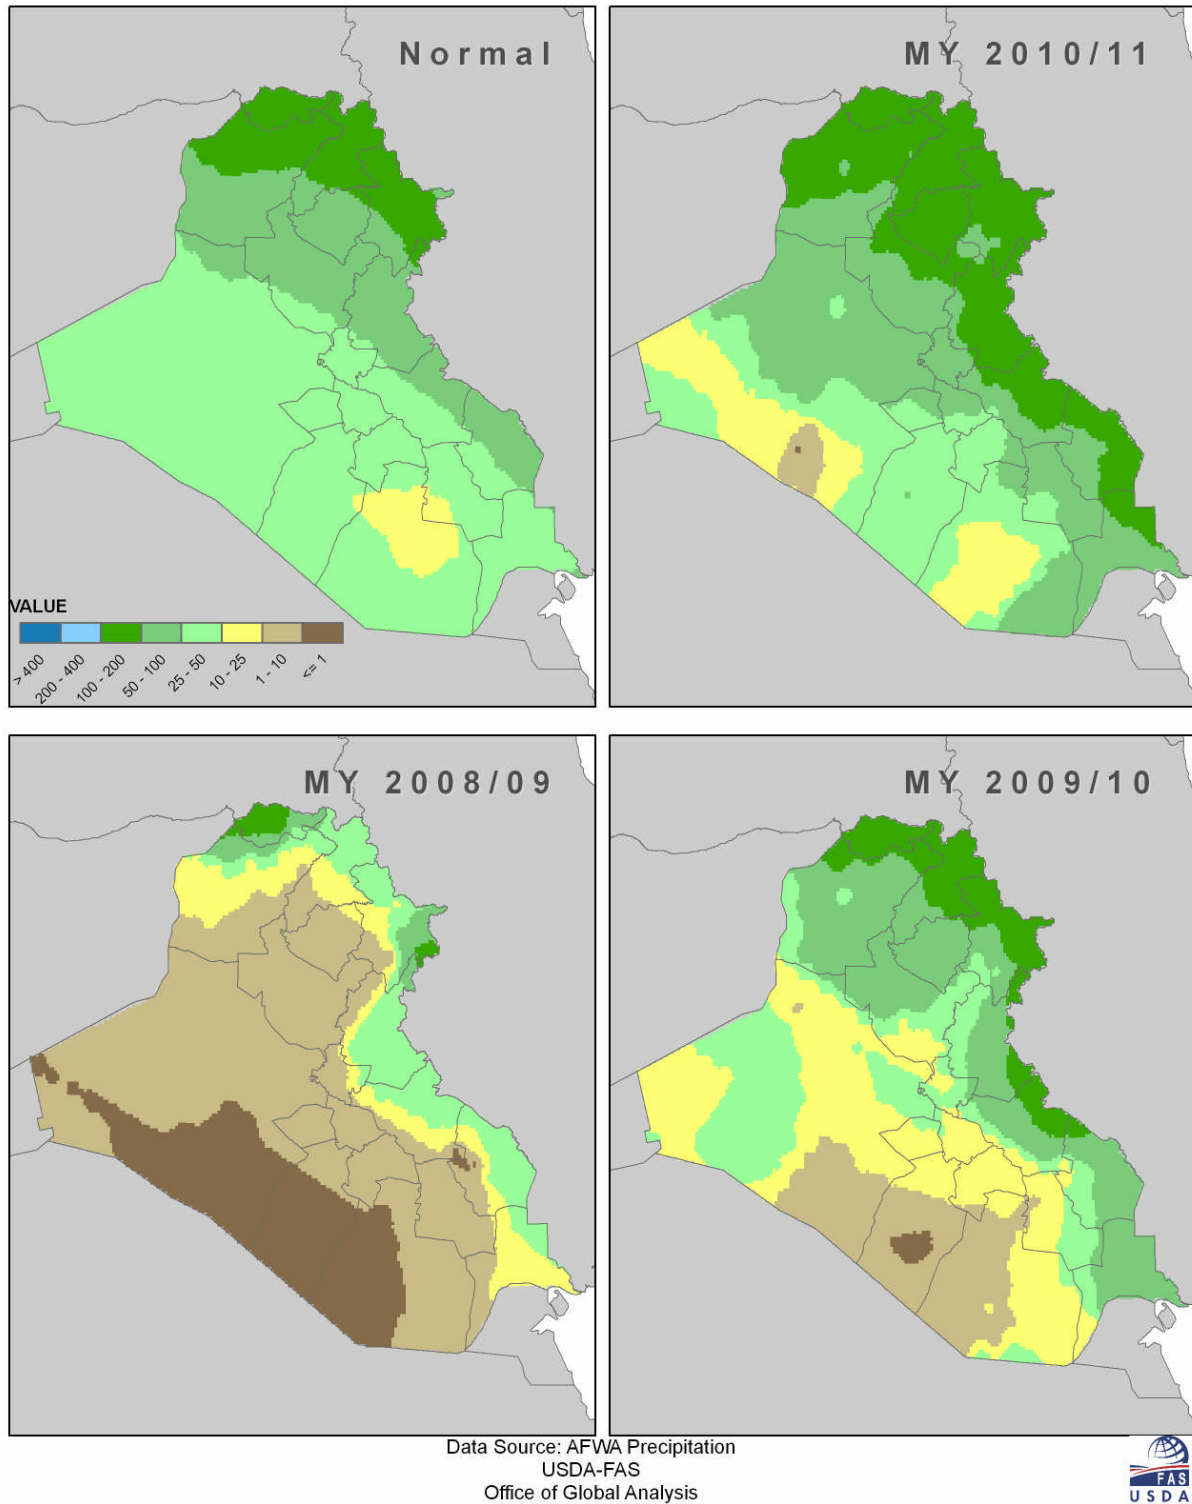 Normal
MY 2010/11
VALUE
> 400
200 - 400
100 - 200
50 - 100
25 - 50
10 - 25
1 - 10
<= 1
MY 2008/09
MY 2009/10
Data Source: AFWA Precipitation
USDA-FAS
Office of Global Analysis
FAS
USDA